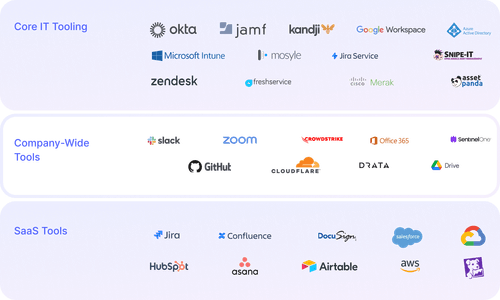 Core IT Tooling
okta
jamf
kandji
Google Workspace
Azure
Active Directory
Microsoft Intune
mosyle
Jira Service
SNIPE-IT
zendesk
freshservice
cisco Meraki
asset
panda
Company-Wide
Tools
slack
zoom
CROWDSTRIKE
Office 365
SentinelOne
GitHub
CLOUDFLARE
DRATA
Drive
SaaS Tools
Jira
Confluence
DocuSign
salesforce
HubSpot
asana
Airtable
aws